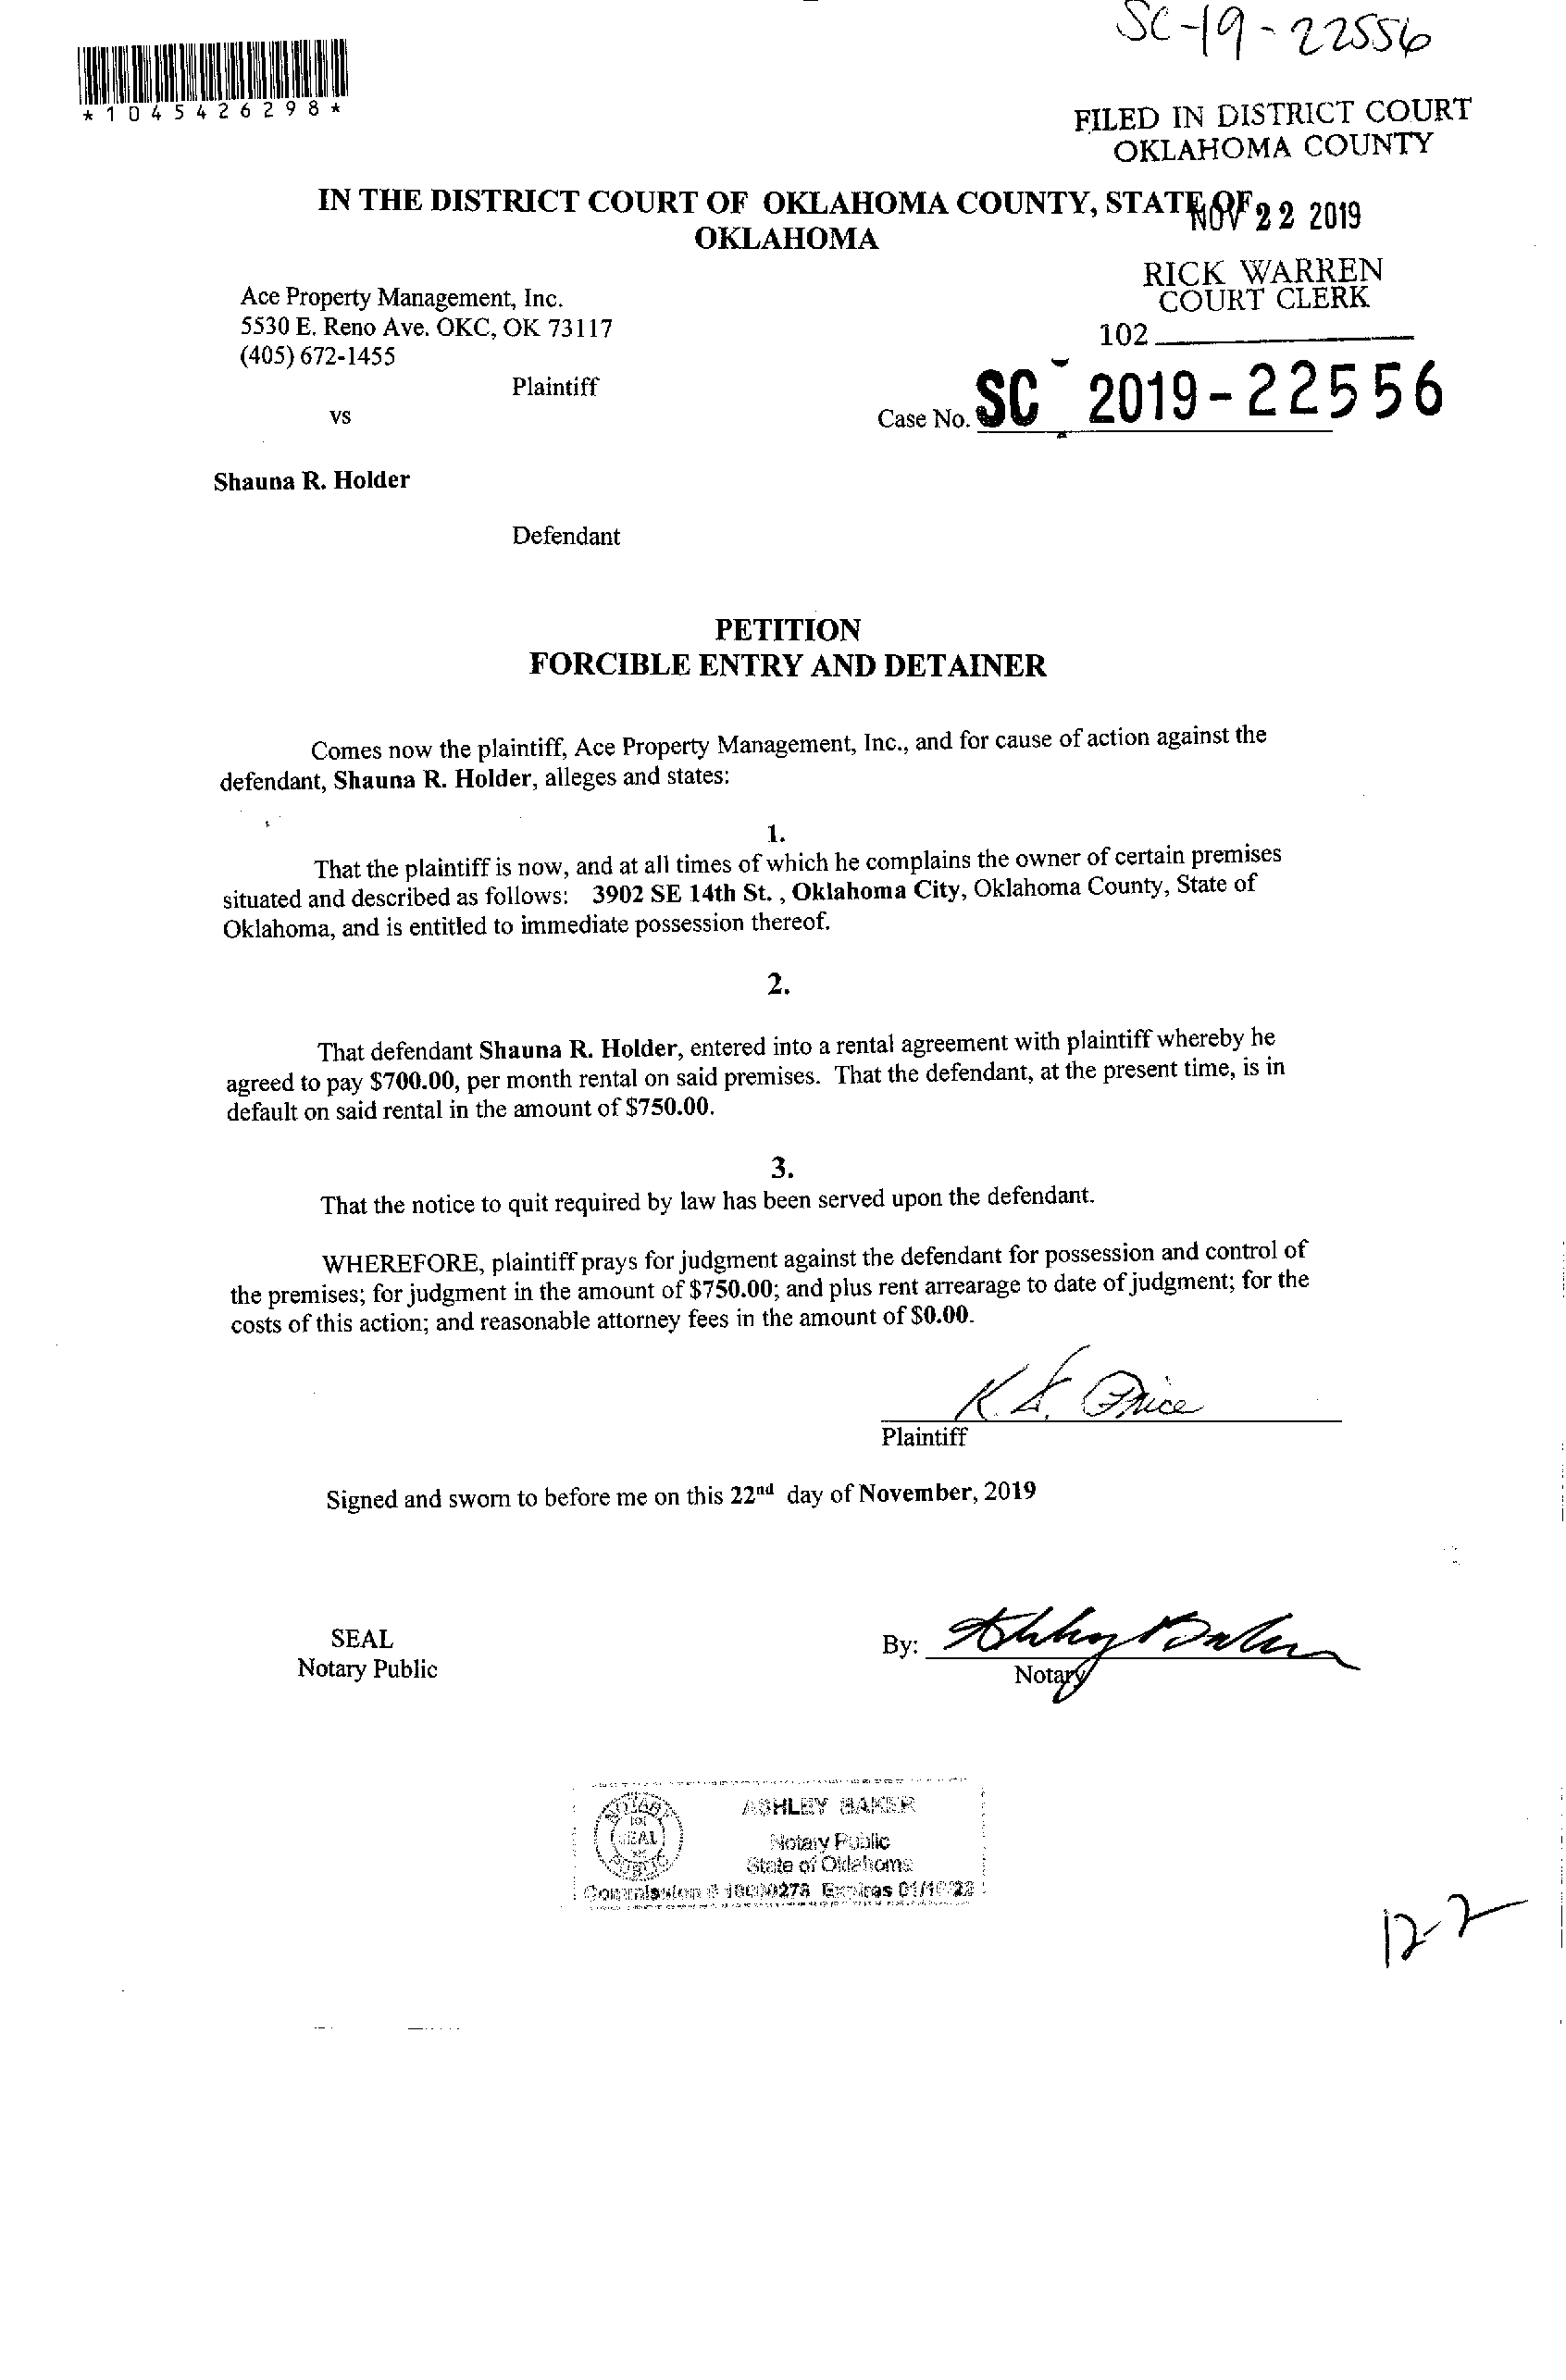 SC-19-22556
*1045426298*
FILED IN DISTRICT COURT
OKLAHOMA COUNTY
IN THE DISTRICT COURT OF OKLAHOMA COUNTY, STATE OF
NOV 22 2019
OKLAHOMA
RICK WARREN
COURT CLERK
102
Ace Property Management, Inc.
5530 E. Reno Ave. OKC, OK 73117
(405) 672-1455
Plaintiff
vs
Case No. SC 2019-22556
Shauna R. Holder
Defendant
PETITION
FORCIBLE ENTRY AND DETAINER
Comes now the plaintiff, Ace Property Management, Inc., and for cause of action against the
defendant, Shauna R. Holder, alleges and states:
1.
That the plaintiff is now, and at all times of which he complains the owner of certain premises
situated and described as follows: 3902 SE 14th St. , Oklahoma City, Oklahoma County, State of
Oklahoma, and is entitled to immediate possession thereof.
2.
That defendant Shauna R. Holder, entered into a rental agreement with plaintiff whereby he
agreed to pay $700.00, per month rental on said premises. That the defendant, at the present time, is in
default on said rental in the amount of $750.00.
3.
That the notice to quit required by law has been served upon the defendant.
WHEREFORE, plaintiff prays for judgment against the defendant for possession and control of
the premises; for judgment in the amount of $750.00; and plus rent arrearage to date of judgment; for the
costs of this action; and reasonable attorney fees in the amount of $0.00.
Price
Plaintiff
Signed and sworn to before me on this 22nd day of November, 2019
SEAL
Notary Public
By: Ashley Baker
Notary
NOTARY
SEAL
PUBLIC
ASHLEY BAKER
Notary Public
State of Oklahoma
Commission # Expires
12-2